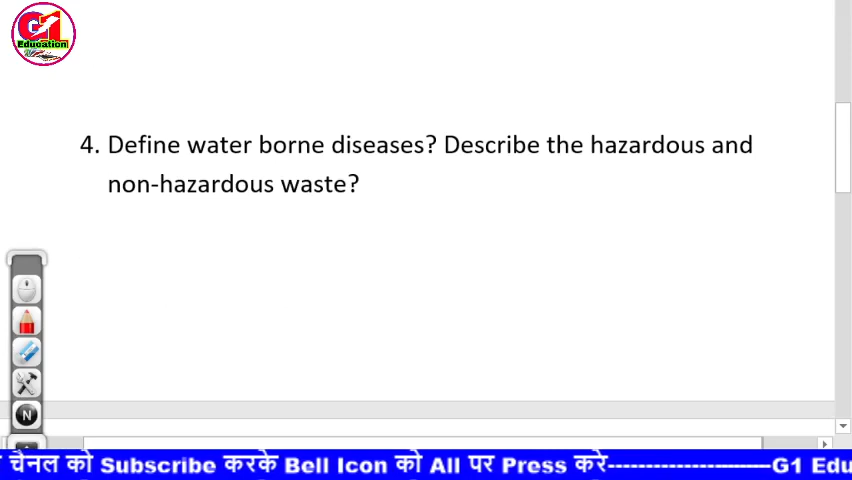 G1
Education
4. Define water borne diseases? Describe the hazardous and
non-hazardous waste?
N
चैनल को Subscribe करके Bell Icon को All पर Press करे----------------------G1 Edu